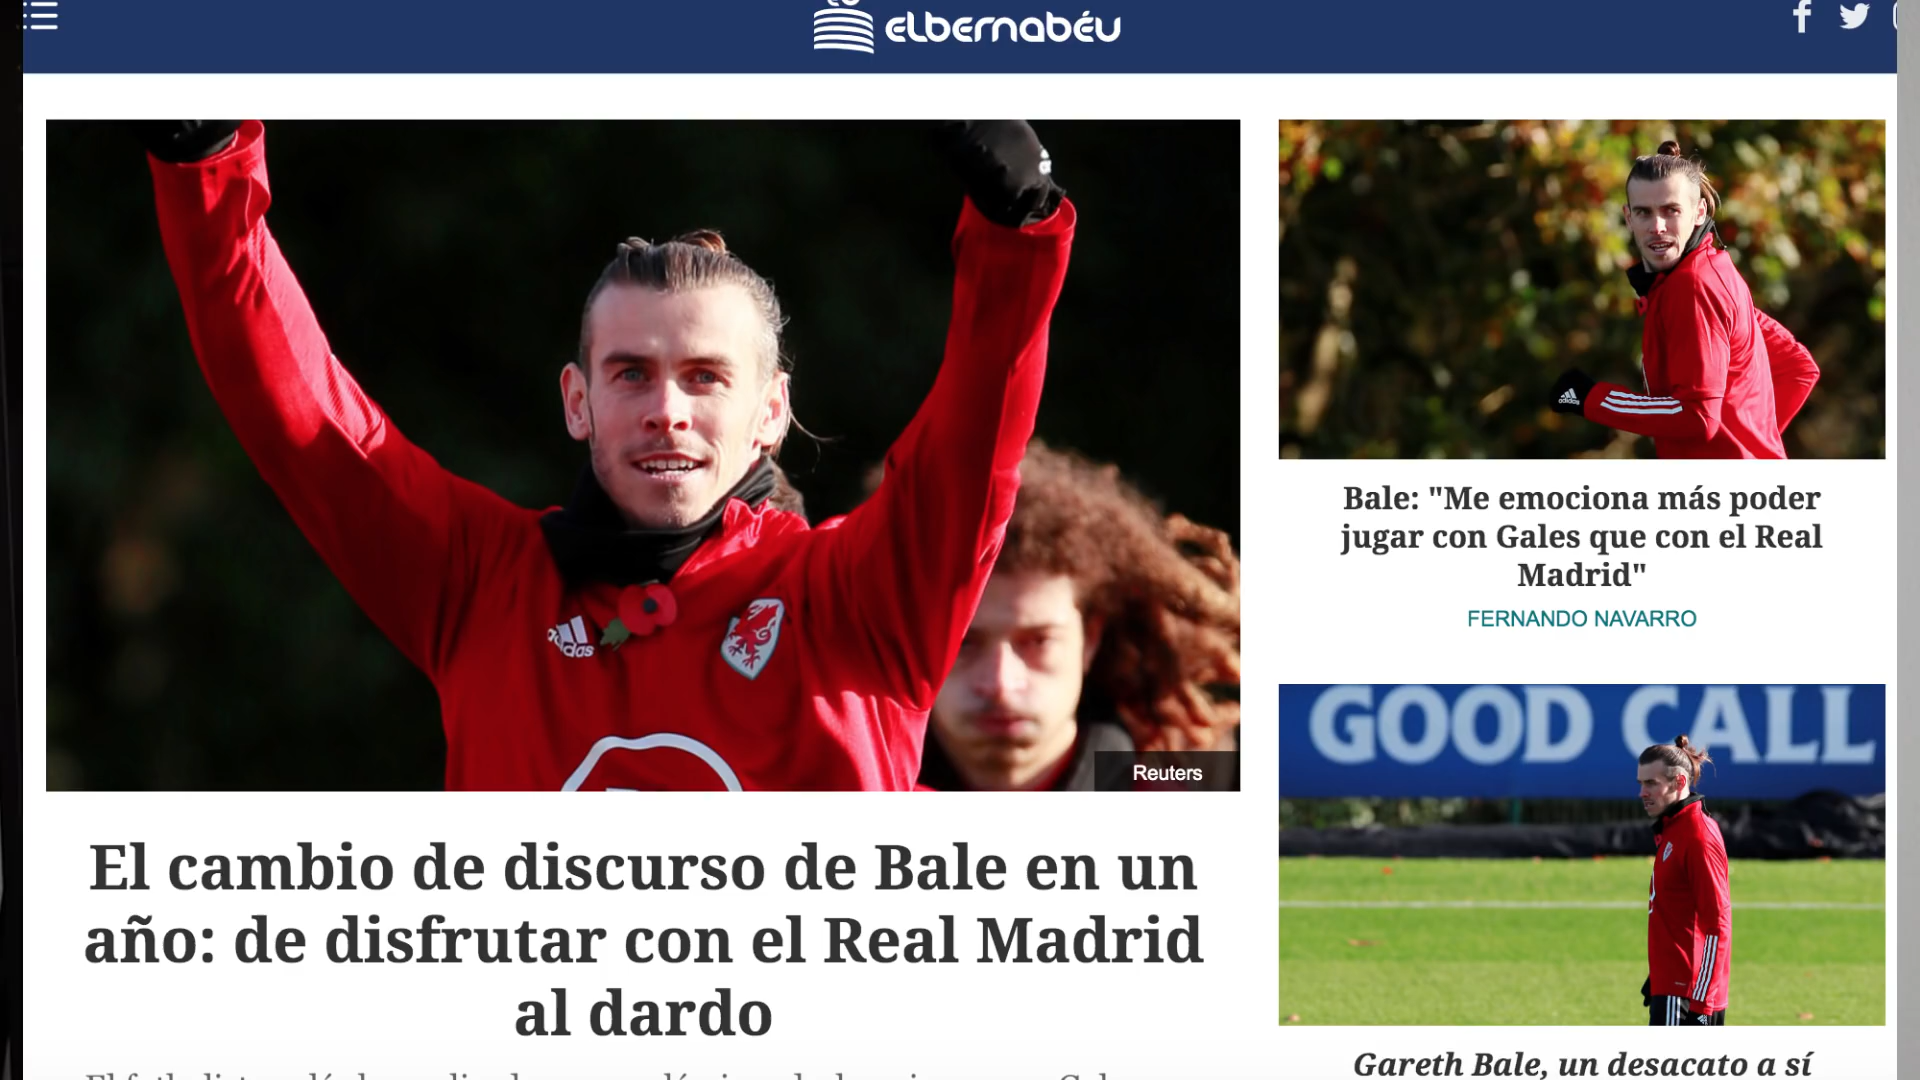 elbernabéu
adidas
Reuters
El cambio de discurso de Bale en un
año: de disfrutar con el Real Madrid
al dardo
adidas
Bale: "Me emociona más poder
jugar con Gales que con el Real
Madrid"
FERNANDO NAVARRO
GOOD CALL
Gareth Bale, un desacato a sí